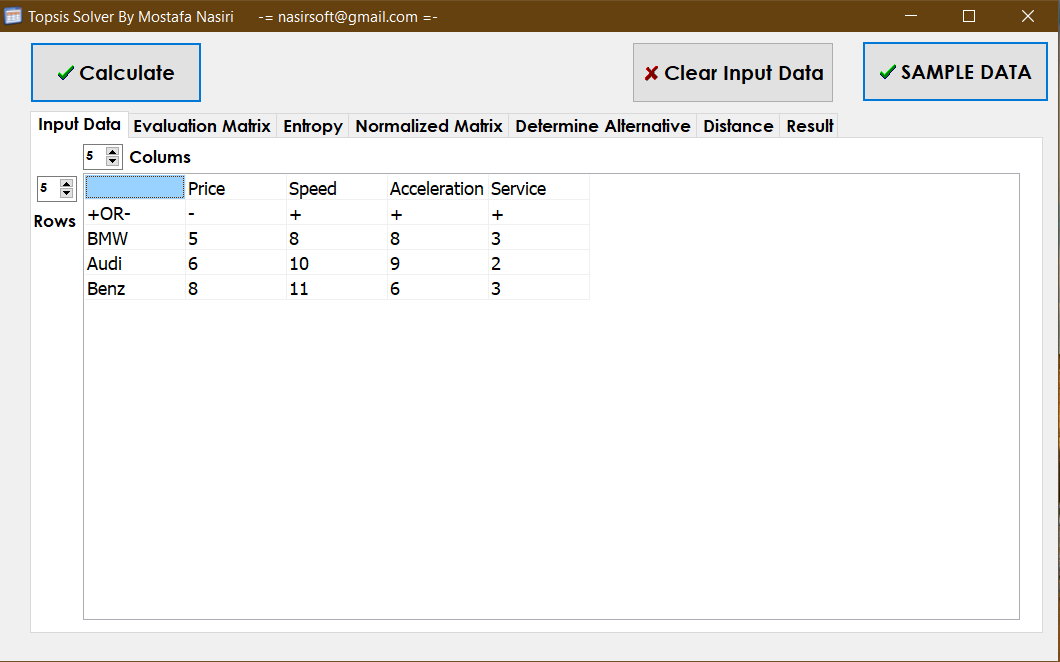 Topsis Solver By Mostafa Nasiri -= nasirsoft@gmail.com =-
Calculate Clear Input Data SAMPLE DATA
Input Data Evaluation Matrix Entropy Normalized Matrix Determine Alternative Distance Result
5 Colums
5 Rows
Price Speed Acceleration Service
+OR- - + + +
BMW 5 8 8 3
Audi 6 10 9 2
Benz 8 11 6 3